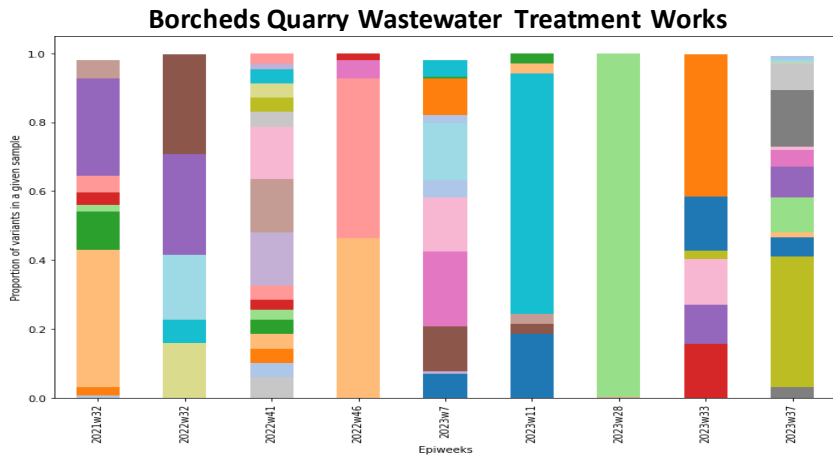 Borcheds Quarry Wastewater Treatment Works
Proportion of variants in a given sample
1.0
0.8
0.6
0.4
0.2
0.0
2021w32
2022w32
2022w41
2022w46
2023w7
2023w11
2023w28
2023w33
2023w37
Epiweeks